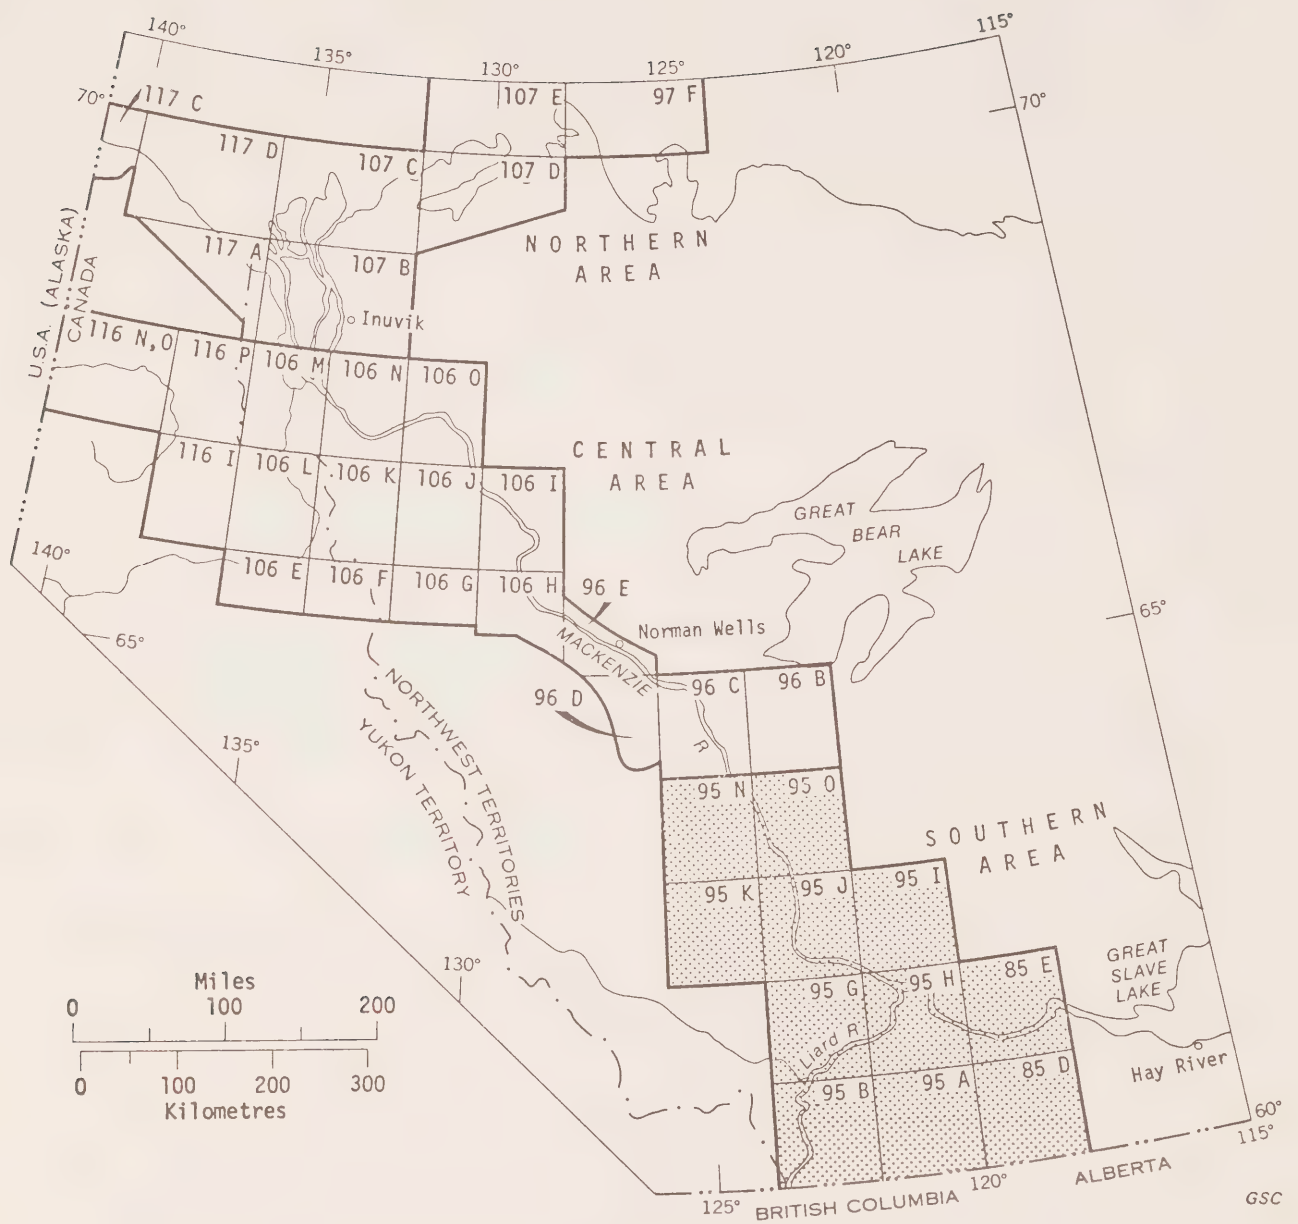 140°
135°
130°
125°
120°
115°
70°
117 C
107 E
97 F
70°
117 D
107 C
107 D
117 A
107 B
NORTHERN
AREA
U.S.A. (ALASKA)
CANADA
Inuvik
116 N,O
116 P
106 M
106 N
106 O
116 I
106 L
106 K
106 J
106 I
CENTRAL
AREA
GREAT
BEAR
LAKE
140°
106 E
106 F
106 G
106 H
96 E
65°
65°
Norman Wells
MACKENZIE
R
96 D
96 C
96 B
NORTHWEST TERRITORIES
YUKON TERRITORY
135°
95 N
95 O
SOUTHERN
AREA
95 K
95 J
95 I
130°
GREAT
SLAVE
LAKE
95 G
95 H
85 E
Liard R
Hay River
95 B
95 A
85 D
Miles
0 100 200
0 100 200 300
Kilometres
60°
115°
125°
BRITISH COLUMBIA
120°
ALBERTA
GSC